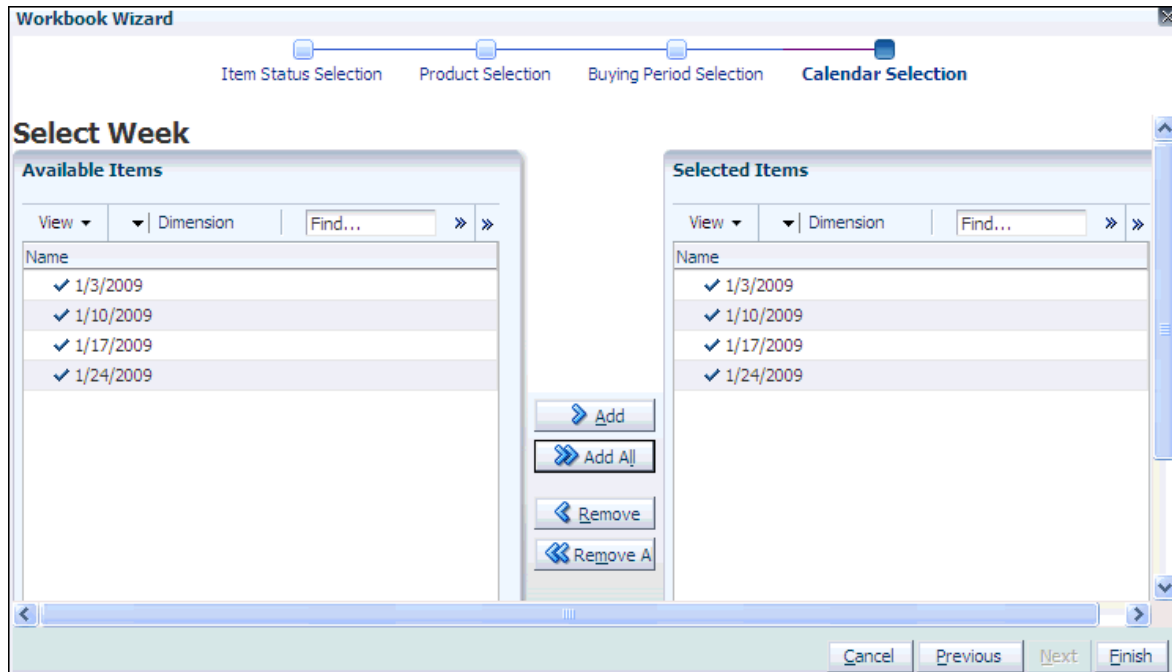 Workbook Wizard
Item Status Selection Product Selection Buying Period Selection Calendar Selection
Select Week
Available Items
View Dimension Find...
Name
1/3/2009
1/10/2009
1/17/2009
1/24/2009
Add
Add All
Remove
Remove A
Selected Items
View Dimension Find...
Name
1/3/2009
1/10/2009
1/17/2009
1/24/2009
Cancel Previous Next Finish